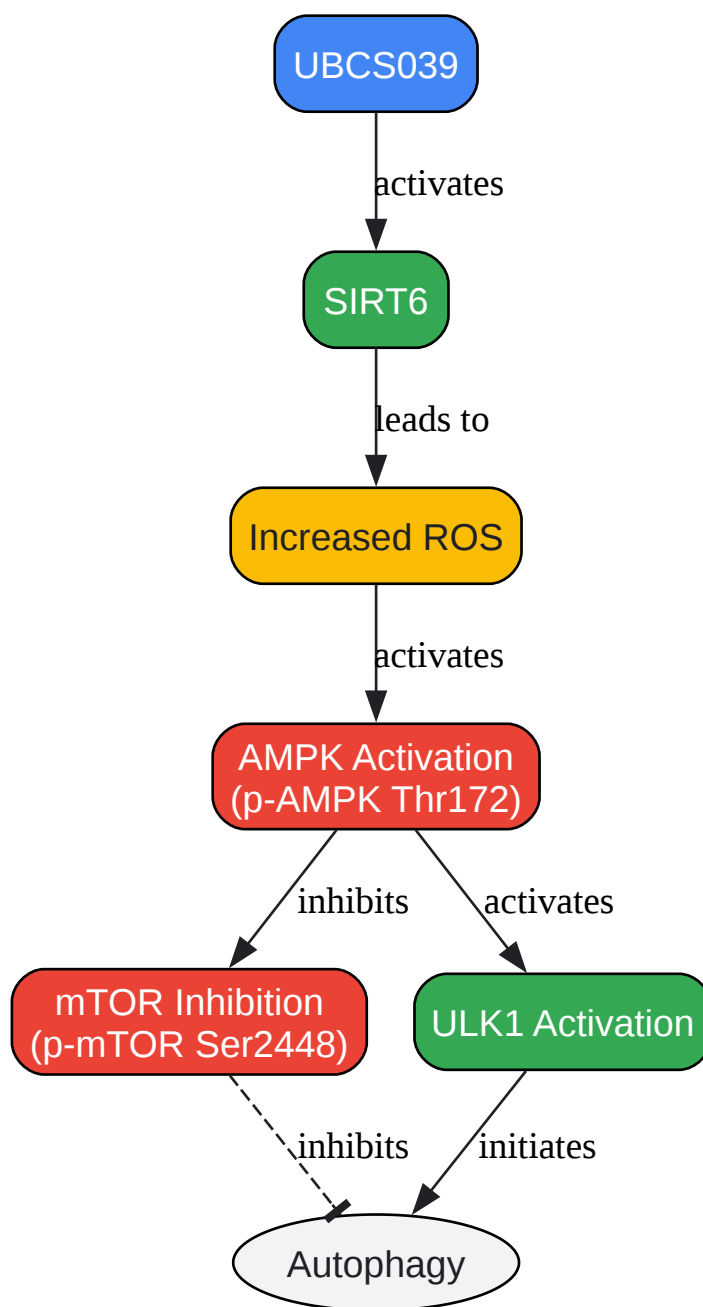 UBCS039
activates
SIRT6
leads to
Increased ROS
activates
AMPK Activation
(p-AMPK Thr172)
inhibits
activates
mTOR Inhibition
(p-mTOR Ser2448)
ULK1 Activation
inhibits
initiates
Autophagy